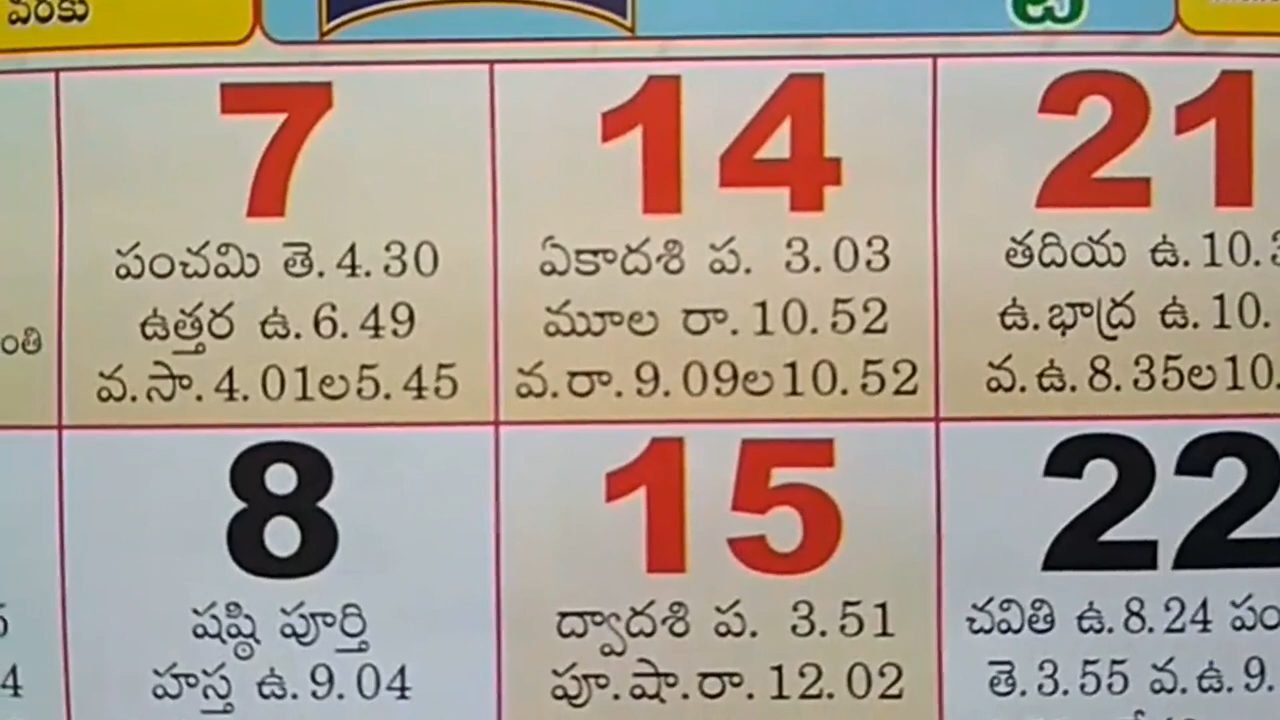 వరకు
7
పంచమి తె.4.30
ఉత్తర ఉ.6.49
వ.సా.4.01ల5.45
14
ఏకాదశి ప. 3.03
మూల రా.10.52
వ.రా.9.09ల10.52
21
తదియ ఉ.10.
ఉ.భాద్ర ఉ.10.
వ.ఉ.8.35ల10.
ంతి
8
షష్ఠి పూర్తి
హస్త ఉ.9.04
15
ద్వాదశి ప. 3.51
పూ.షా.రా.12.02
22
చవితి ఉ.8.24 పం
తె.3.55 వ.ఉ.9.
4